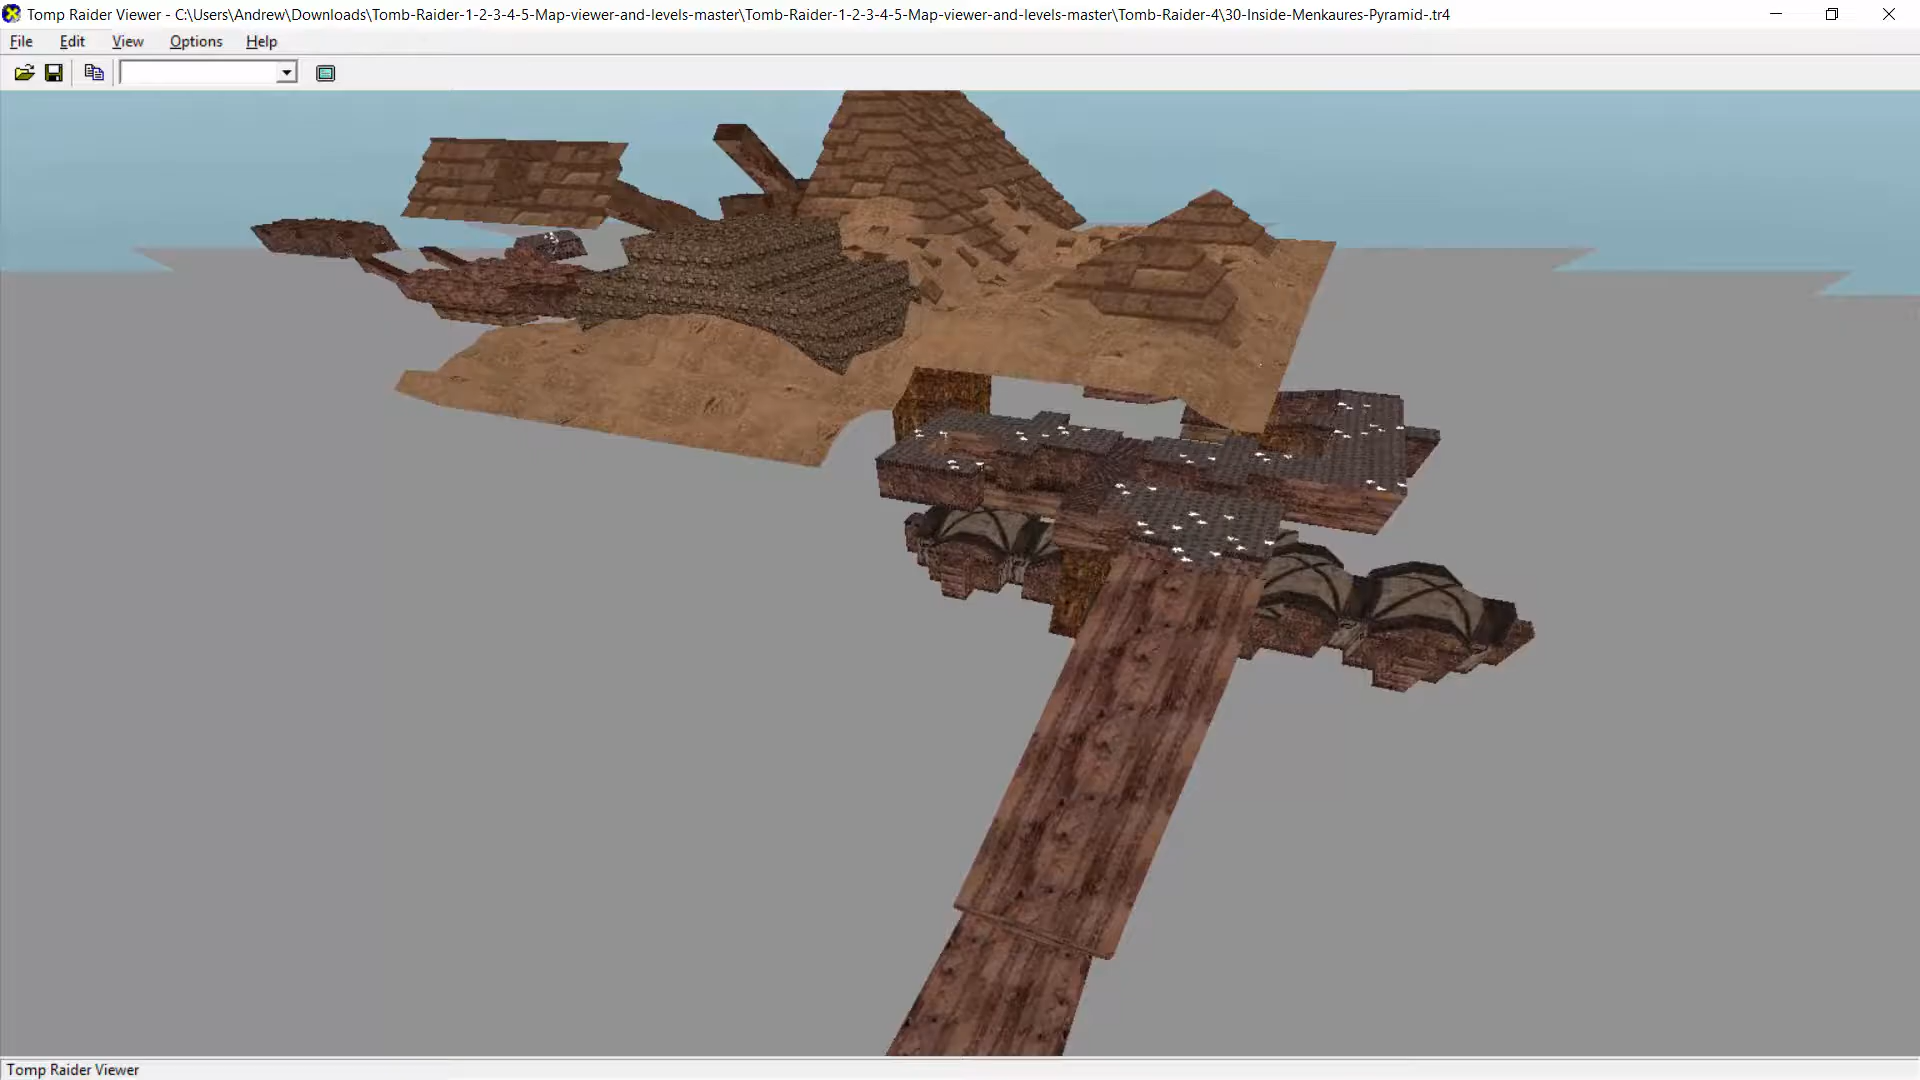 Tomp Raider Viewer - C:\Users\Andrew\Downloads\Tomb-Raider-1-2-3-4-5-Map-viewer-and-levels-master\Tomb-Raider-1-2-3-4-5-Map-viewer-and-levels-master\Tomb-Raider-4\30-Inside-Menkaures-Pyramid-.tr4
File Edit View Options Help
Tomp Raider Viewer